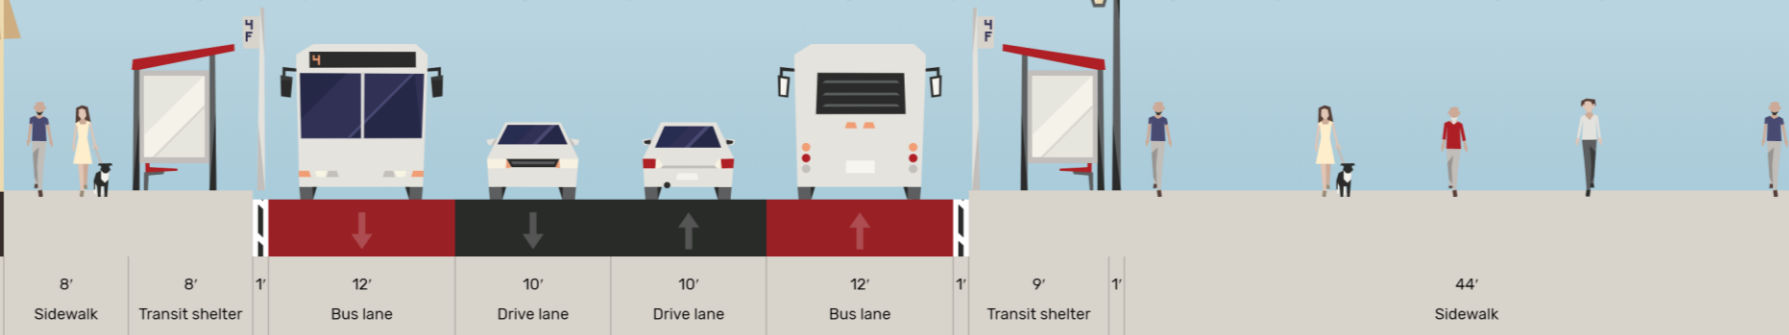 4
F
4
4
F
8′ 8′ 1′ 12′ 10′ 10′ 12′ 1′ 9′ 1′ 44′
Sidewalk Transit shelter Bus lane Drive lane Drive lane Bus lane Transit shelter Sidewalk